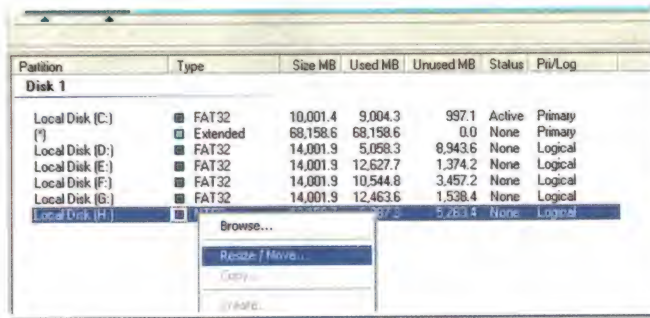 Partition Type Size MB Used MB Unused MB Status Pri/Log
Disk 1
Local Disk (C:) FAT32 10,001.4 9,004.3 997.1 Active Primary
(*) Extended 68,158.6 68,158.6 0.0 None Primary
Local Disk (D:) FAT32 14,001.9 5,058.3 8,943.6 None Logical
Local Disk (E:) FAT32 14,001.9 12,627.7 1,374.2 None Logical
Local Disk (F:) FAT32 14,001.9 10,544.8 3,457.2 None Logical
Local Disk (G:) FAT32 14,001.9 12,463.6 1,538.4 None Logical
Local Disk (H:) None Logical
Browse...
Resize / Move...
Copy...
Create...